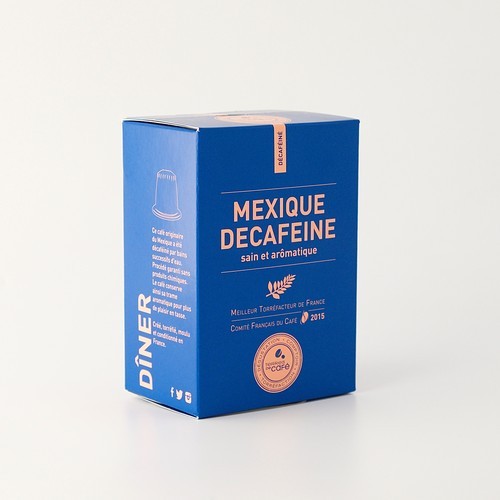 DÉCAFÉINÉ
MEXIQUE
DECAFEINE
sain et arômatique
MEILLEUR TORRÉFACTEUR DE FRANCE
COMITÉ FRANÇAIS DU CAFÉ 2015
DÉGUSTATION
TORRÉFACTION
café
DÎNER
Ce café originaire
du Mexique a été
décaféiné par bains
successifs d'eau.
Procédé garanti sans
produits chimiques.
Le café conserve
ainsi sa trame
aromatique pour plus
de plaisir en tasse.
Créé, torréfié, moulu
et conditionné en
France.